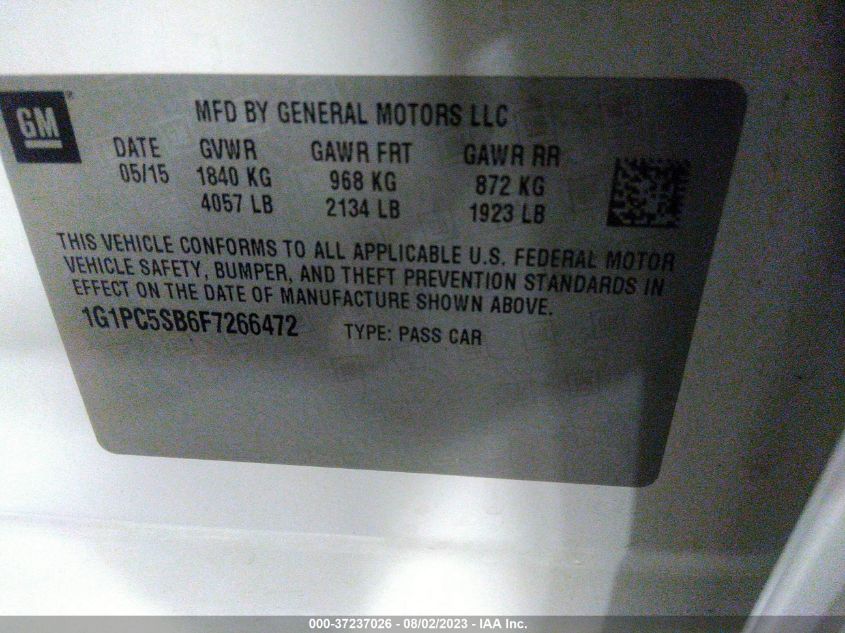 GM
MFD BY GENERAL MOTORS LLC
DATE GVWR GAWR FRT GAWR RR
05/15 1840 KG 968 KG 872 KG
4057 LB 2134 LB 1923 LB
THIS VEHICLE CONFORMS TO ALL APPLICABLE U.S. FEDERAL MOTOR
VEHICLE SAFETY, BUMPER, AND THEFT PREVENTION STANDARDS IN
EFFECT ON THE DATE OF MANUFACTURE SHOWN ABOVE.
1G1PC5SB6F7266472 TYPE: PASS CAR
000-37237026 - 08/02/2023 - IAA Inc.